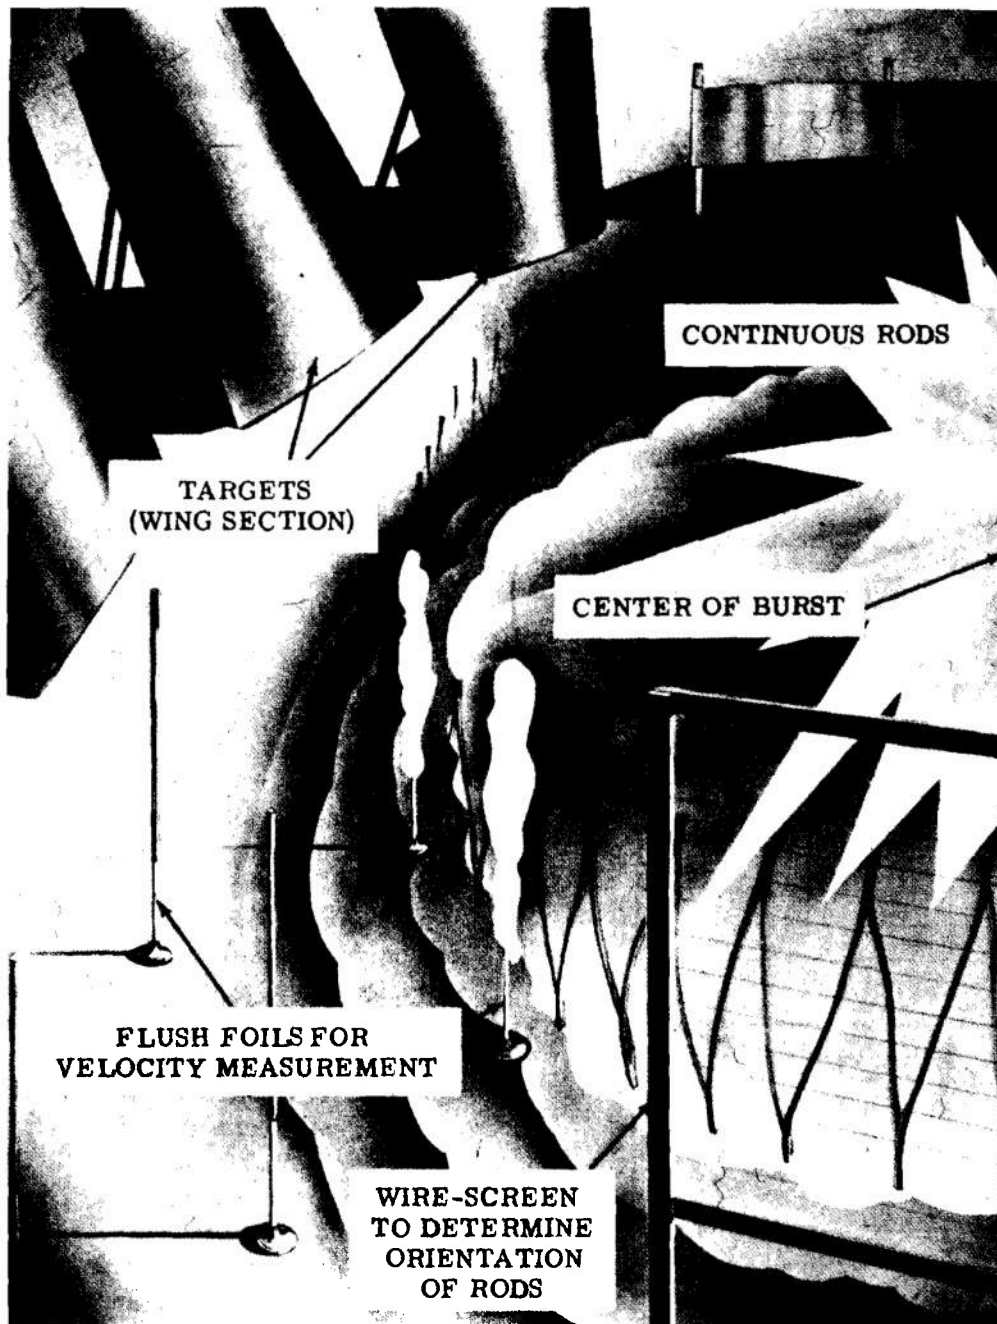 CONTINUOUS RODS
TARGETS
(WING SECTION)
CENTER OF BURST
FLUSH FOILS FOR
VELOCITY MEASUREMENT
WIRE-SCREEN
TO DETERMINE
ORIENTATION
OF RODS